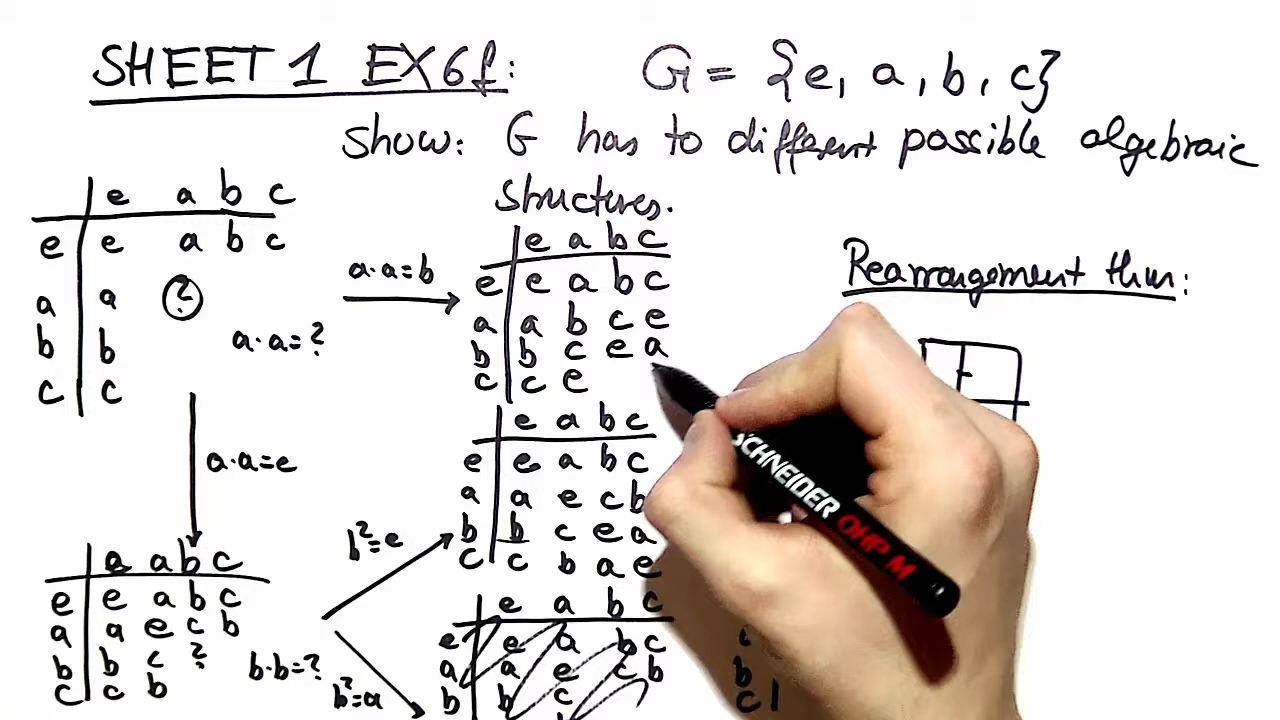 SHEET 1 EX6f:
G = {e, a, b, c}
Show: G has to different possible algebraic
structures.
e a b c
e e a b c
a a ?
b b
c c
a·a=?
a·a=b
e a b c
e e a b c
a a b c e
b b c e a
c c e
Rearrangement thm:
a·a=e
e a b c
e e a b c
a a e c b
b b c ?
c c b
b·b=?
b²=e
e a b c
e e a b c
a a e c b
b b c e a
c c b a e
b²=a
e a b c
e e a b c
a a e c b
b b c
b
c
SCHNEIDER OHP M